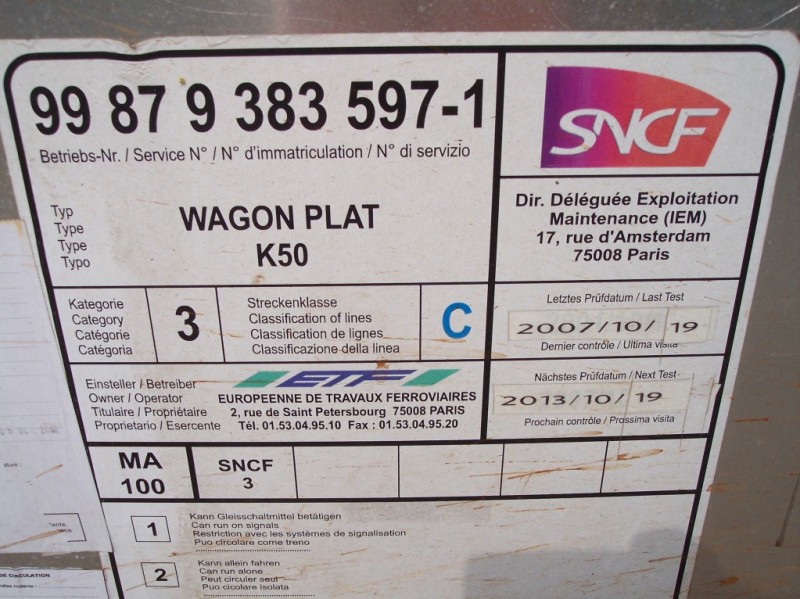 99 87 9 383 597-1
Betriebs-Nr. / Service N° / N° d'immatriculation / N° di servizio
SNCF
Dir. Déléguée Exploitation
Maintenance (IEM)
17, rue d'Amsterdam
75008 Paris
Typ
Type
Type
Typo
WAGON PLAT
K50
Kategorie
Category
Catégorie
Catégoria
3
Streckenklasse
Classification of lines
Classification de lignes
Classificazione della linea
C
Letztes Prüfdatum / Last Test
2007/10/ 19
Dernier contrôle / Ultima visita
Nächstes Prüfdatum / Next Test
2013/10/ 19
Prochain contrôle / Prossima visita
Einsteller / Betreiber
Owner / Operator
Titulaire / Propriétaire
Proprietario / Esercente
ETF
EUROPEENNE DE TRAVAUX FERROVIAIRES
2, rue de Saint Petersbourg 75008 PARIS
Tél. 01.53.04.95.10 Fax : 01.53.04.95.20
MA
100
SNCF
3
1
Kann Gleisschaltmittel betätigen
Can run on signals
Restriction avec les systèmes de signalisation
Puo circolare come treno
2
Kann allein fahren
Can run alone
Peut circuler seul
Puo cicolare isolata
DE CIRCULATION